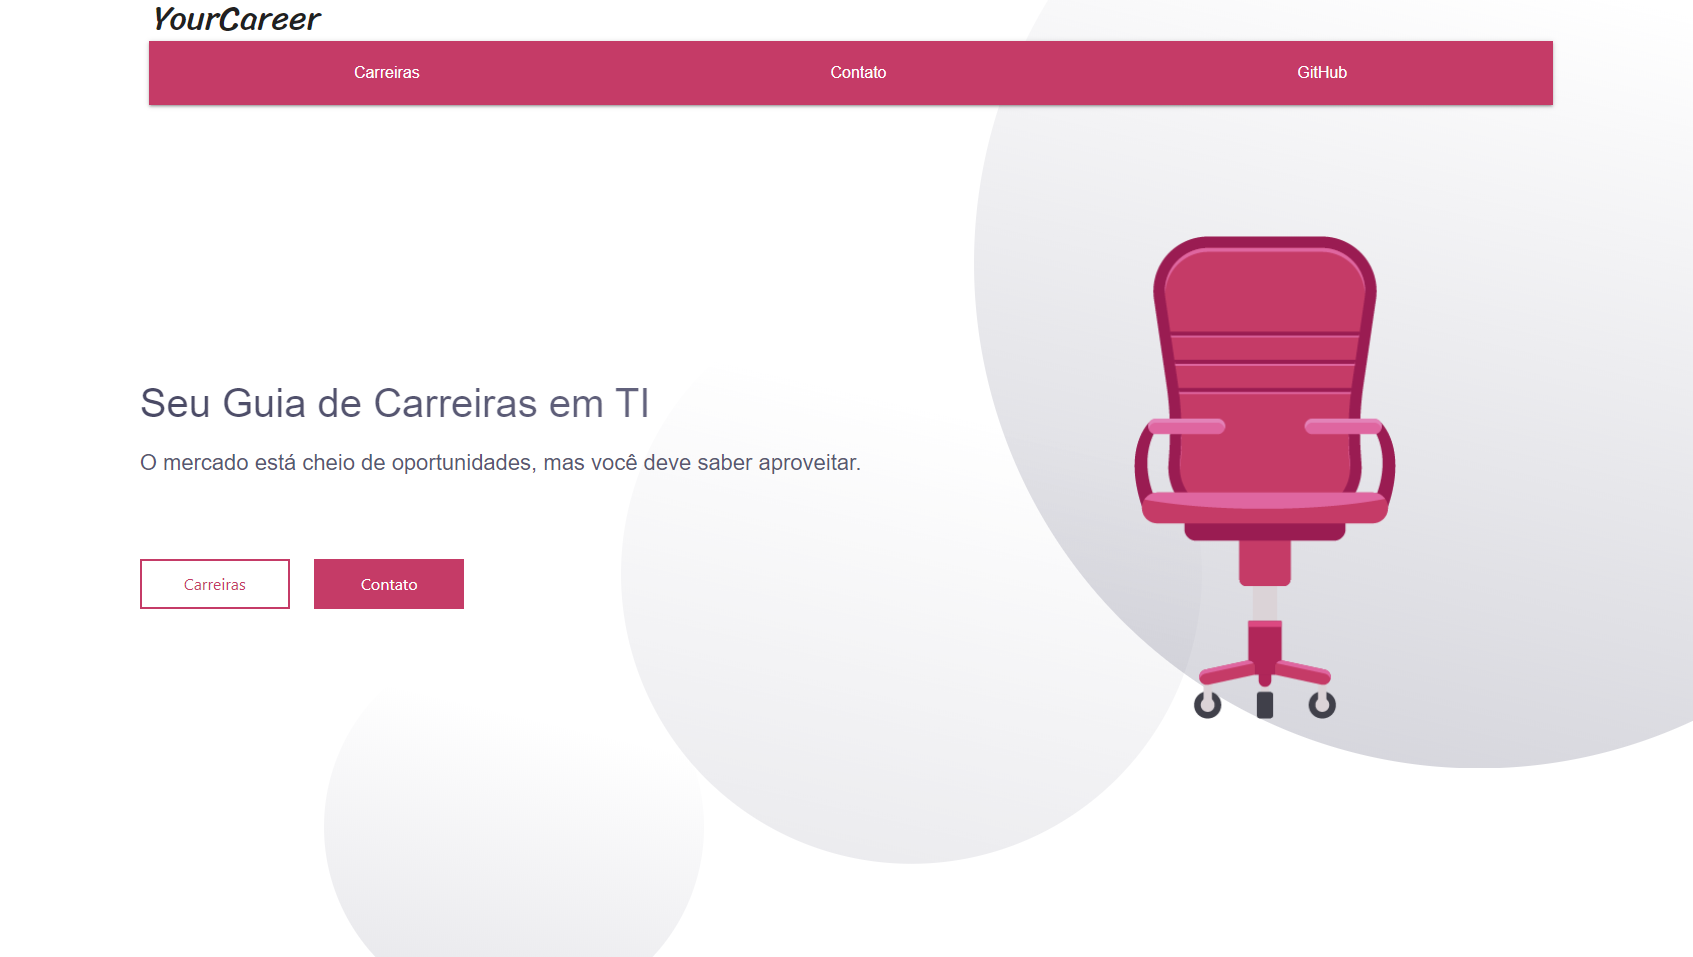 YourCareer
Carreiras Contato GitHub
Seu Guia de Carreiras em TI
O mercado está cheio de oportunidades, mas você deve saber aproveitar.
Carreiras Contato